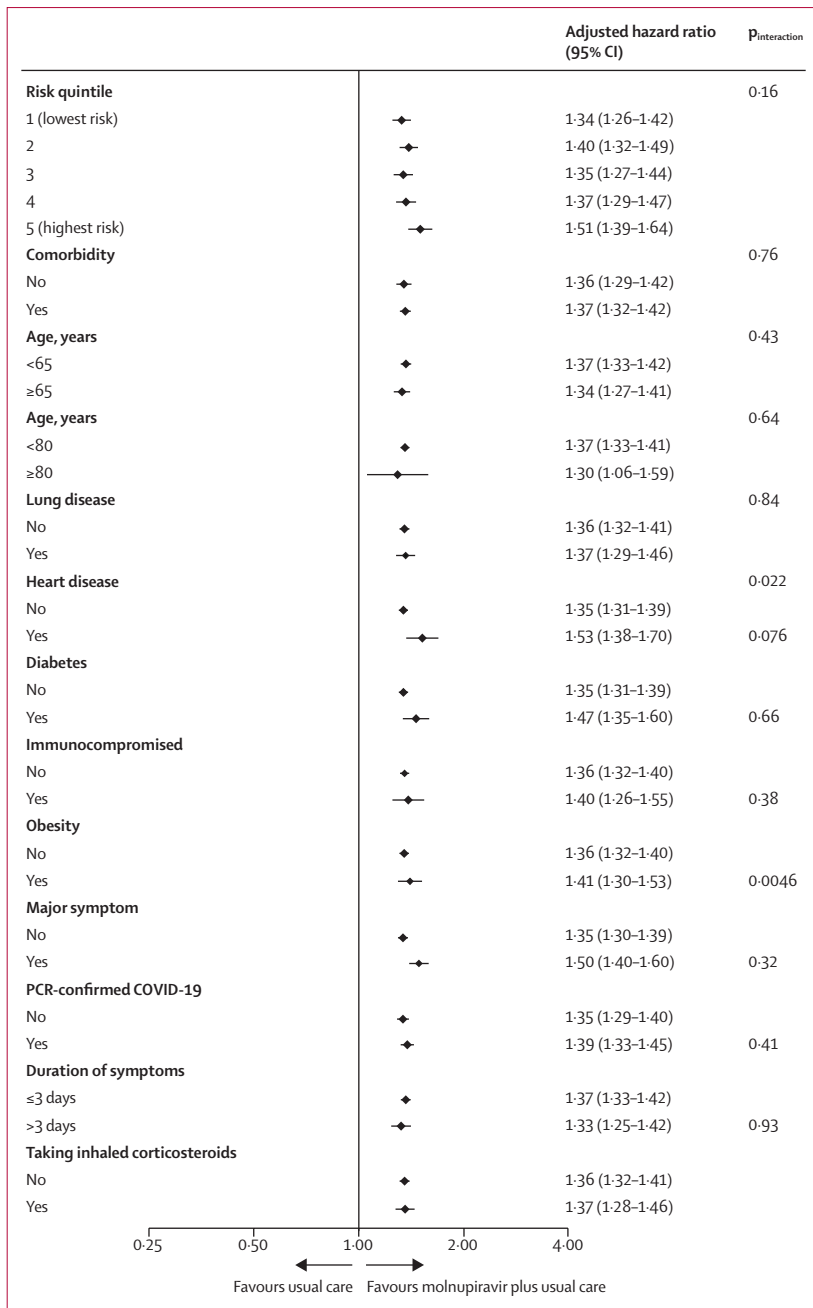 Adjusted hazard ratio (95% CI) pinteraction
Risk quintile 0·16
1 (lowest risk) 1·34 (1·26–1·42)
2 1·40 (1·32–1·49)
3 1·35 (1·27–1·44)
4 1·37 (1·29–1·47)
5 (highest risk) 1·51 (1·39–1·64)
Comorbidity 0·76
No 1·36 (1·29–1·42)
Yes 1·37 (1·32–1·42)
Age, years 0·43
<65 1·37 (1·33–1·42)
≥65 1·34 (1·27–1·41)
Age, years 0·64
<80 1·37 (1·33–1·41)
≥80 1·30 (1·06–1·59)
Lung disease 0·84
No 1·36 (1·32–1·41)
Yes 1·37 (1·29–1·46)
Heart disease 0·022
No 1·35 (1·31–1·39)
Yes 1·53 (1·38–1·70) 0·076
Diabetes
No 1·35 (1·31–1·39)
Yes 1·47 (1·35–1·60) 0·66
Immunocompromised
No 1·36 (1·32–1·40)
Yes 1·40 (1·26–1·55) 0·38
Obesity
No 1·36 (1·32–1·40)
Yes 1·41 (1·30–1·53) 0·0046
Major symptom
No 1·35 (1·30–1·39)
Yes 1·50 (1·40–1·60) 0·32
PCR-confirmed COVID-19
No 1·35 (1·29–1·40)
Yes 1·39 (1·33–1·45) 0·41
Duration of symptoms
≤3 days 1·37 (1·33–1·42)
>3 days 1·33 (1·25–1·42) 0·93
Taking inhaled corticosteroids
No 1·36 (1·32–1·41)
Yes 1·37 (1·28–1·46)
0·25 0·50 1·00 2·00 4·00
Favours usual care Favours molnupiravir plus usual care